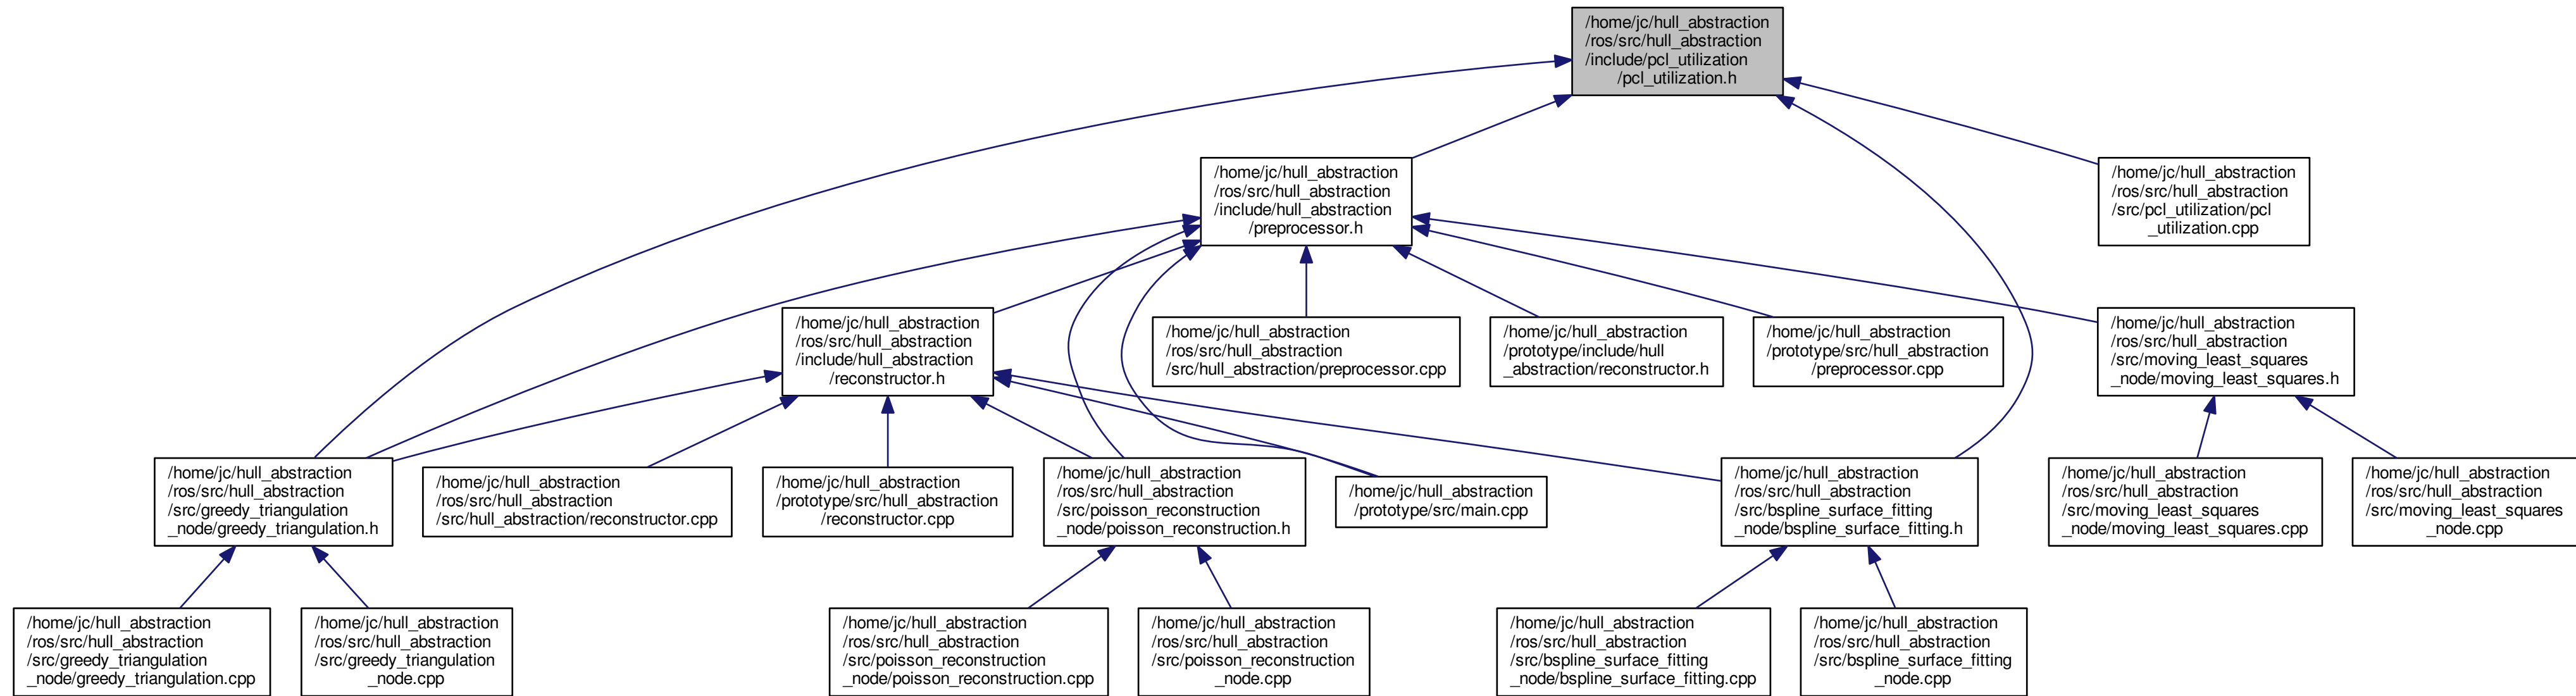 /home/jc/hull_abstraction
/ros/src/hull_abstraction
/include/pcl_utilization
/pcl_utilization.h
/home/jc/hull_abstraction
/ros/src/hull_abstraction
/include/hull_abstraction
/preprocessor.h
/home/jc/hull_abstraction
/ros/src/hull_abstraction
/src/pcl_utilization/pcl
_utilization.cpp
/home/jc/hull_abstraction
/ros/src/hull_abstraction
/include/hull_abstraction
/reconstructor.h
/home/jc/hull_abstraction
/ros/src/hull_abstraction
/src/hull_abstraction/preprocessor.cpp
/home/jc/hull_abstraction
/prototype/include/hull
_abstraction/reconstructor.h
/home/jc/hull_abstraction
/prototype/src/hull_abstraction
/preprocessor.cpp
/home/jc/hull_abstraction
/ros/src/hull_abstraction
/src/moving_least_squares
_node/moving_least_squares.h
/home/jc/hull_abstraction
/ros/src/hull_abstraction
/src/greedy_triangulation
_node/greedy_triangulation.h
/home/jc/hull_abstraction
/ros/src/hull_abstraction
/src/hull_abstraction/reconstructor.cpp
/home/jc/hull_abstraction
/prototype/src/hull_abstraction
/reconstructor.cpp
/home/jc/hull_abstraction
/ros/src/hull_abstraction
/src/poisson_reconstruction
_node/poisson_reconstruction.h
/home/jc/hull_abstraction
/prototype/src/main.cpp
/home/jc/hull_abstraction
/ros/src/hull_abstraction
/src/bspline_surface_fitting
_node/bspline_surface_fitting.h
/home/jc/hull_abstraction
/ros/src/hull_abstraction
/src/moving_least_squares
_node/moving_least_squares.cpp
/home/jc/hull_abstraction
/ros/src/hull_abstraction
/src/moving_least_squares
_node.cpp
/home/jc/hull_abstraction
/ros/src/hull_abstraction
/src/greedy_triangulation
_node/greedy_triangulation.cpp
/home/jc/hull_abstraction
/ros/src/hull_abstraction
/src/greedy_triangulation
_node.cpp
/home/jc/hull_abstraction
/ros/src/hull_abstraction
/src/poisson_reconstruction
_node/poisson_reconstruction.cpp
/home/jc/hull_abstraction
/ros/src/hull_abstraction
/src/poisson_reconstruction
_node.cpp
/home/jc/hull_abstraction
/ros/src/hull_abstraction
/src/bspline_surface_fitting
_node/bspline_surface_fitting.cpp
/home/jc/hull_abstraction
/ros/src/hull_abstraction
/src/bspline_surface_fitting
_node.cpp